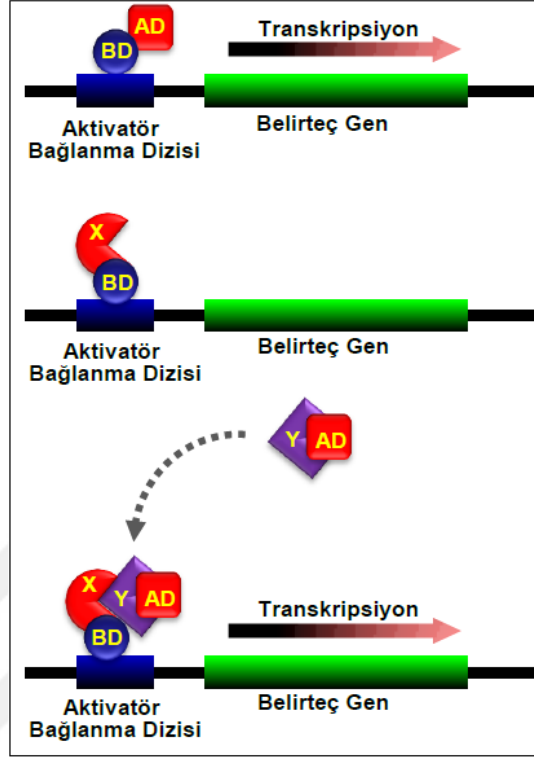 AD
BD
Transkripsiyon
Aktivatör
Bağlanma Dizisi
Belirteç Gen
X
BD
Aktivatör
Bağlanma Dizisi
Belirteç Gen
Y AD
X
Y AD
BD
Transkripsiyon
Aktivatör
Bağlanma Dizisi
Belirteç Gen